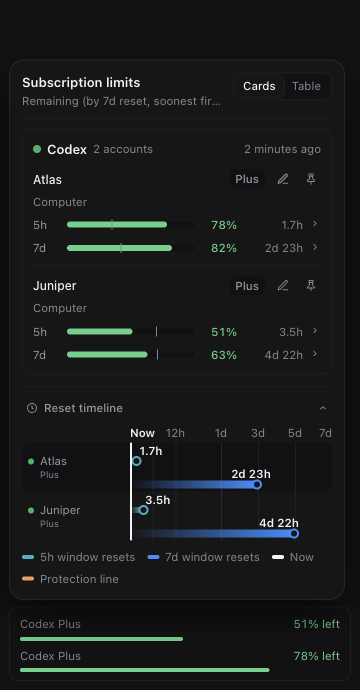 Subscription limits
Cards
Table
Remaining (by 7d reset, soonest fir...
Codex 2 accounts 2 minutes ago
Atlas Plus
Computer
5h 78% 1.7h
7d 82% 2d 23h
Juniper Plus
Computer
5h 51% 3.5h
7d 63% 4d 22h
Reset timeline
Now 12h 1d 3d 5d 7d
1.7h
Atlas
Plus
2d 23h
3.5h
Juniper
Plus
4d 22h
5h window resets 7d window resets Now
Protection line
Codex Plus 51% left
Codex Plus 78% left